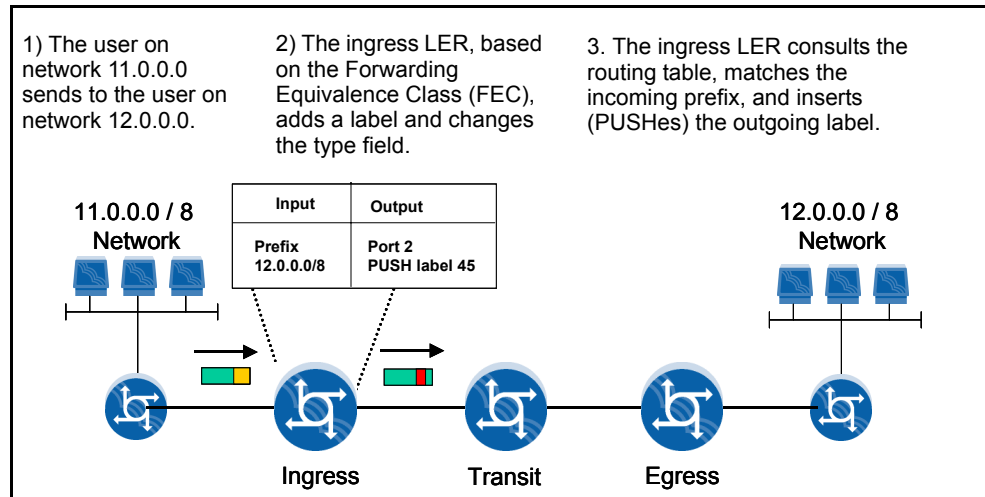 1) The user on
network 11.0.0.0
sends to the user on
network 12.0.0.0.
2) The ingress LER, based
on the Forwarding
Equivalence Class (FEC),
adds a label and changes
the type field.
3. The ingress LER consults the
routing table, matches the
incoming prefix, and inserts
(PUSHes) the outgoing label.
11.0.0.0 / 8
Network
Input
Output
Prefix
12.0.0.0/8
Port 2
PUSH label 45
12.0.0.0 / 8
Network
Ingress
Transit
Egress